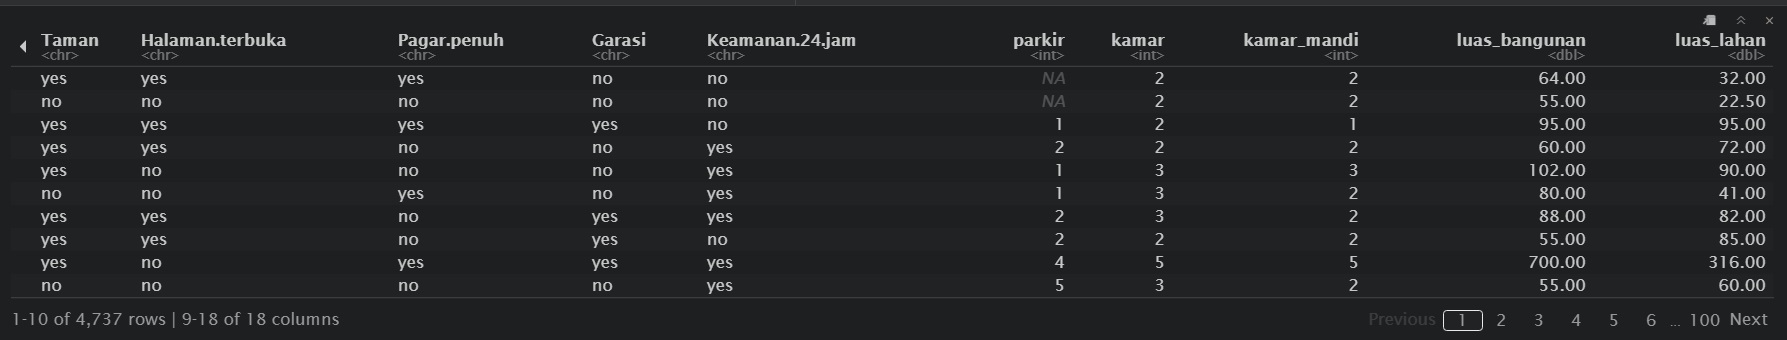 Taman Halaman.terbuka Pagar.penuh Garasi Keamanan.24.jam parkir kamar kamar_mandi luas_bangunan luas_lahan
<chr> <chr> <chr> <chr> <chr> <int> <int> <int> <dbl> <dbl>
yes yes yes no no NA 2 2 64.00 32.00
no no no no no NA 2 2 55.00 22.50
yes yes yes yes no 1 2 1 95.00 95.00
yes yes no no yes 2 2 2 60.00 72.00
yes no no no yes 1 3 3 102.00 90.00
no no yes no yes 1 3 2 80.00 41.00
yes yes no yes yes 2 3 2 88.00 82.00
yes yes no yes no 2 2 2 55.00 85.00
yes no yes yes yes 4 5 5 700.00 316.00
no no no no yes 5 3 2 55.00 60.00
1-10 of 4,737 rows | 9-18 of 18 columns Previous 1 2 3 4 5 6 ... 100 Next